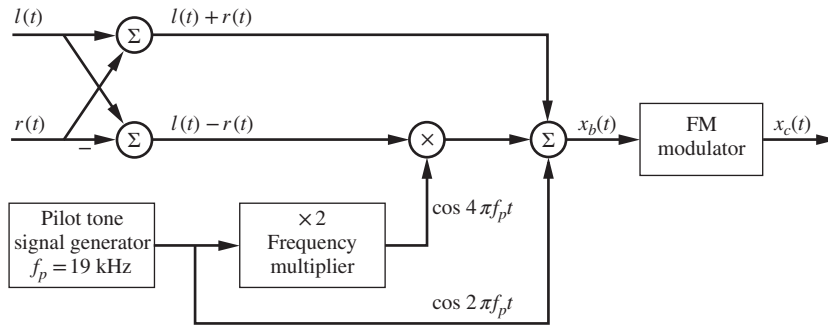 l(t)
l(t) + r(t)
Σ
r(t)
–
Σ
l(t) – r(t)
×
Σ
x_b(t)
FM
modulator
x_c(t)
Pilot tone
signal generator
f_p = 19 kHz
× 2
Frequency
multiplier
cos 4πf_pt
cos 2πf_pt